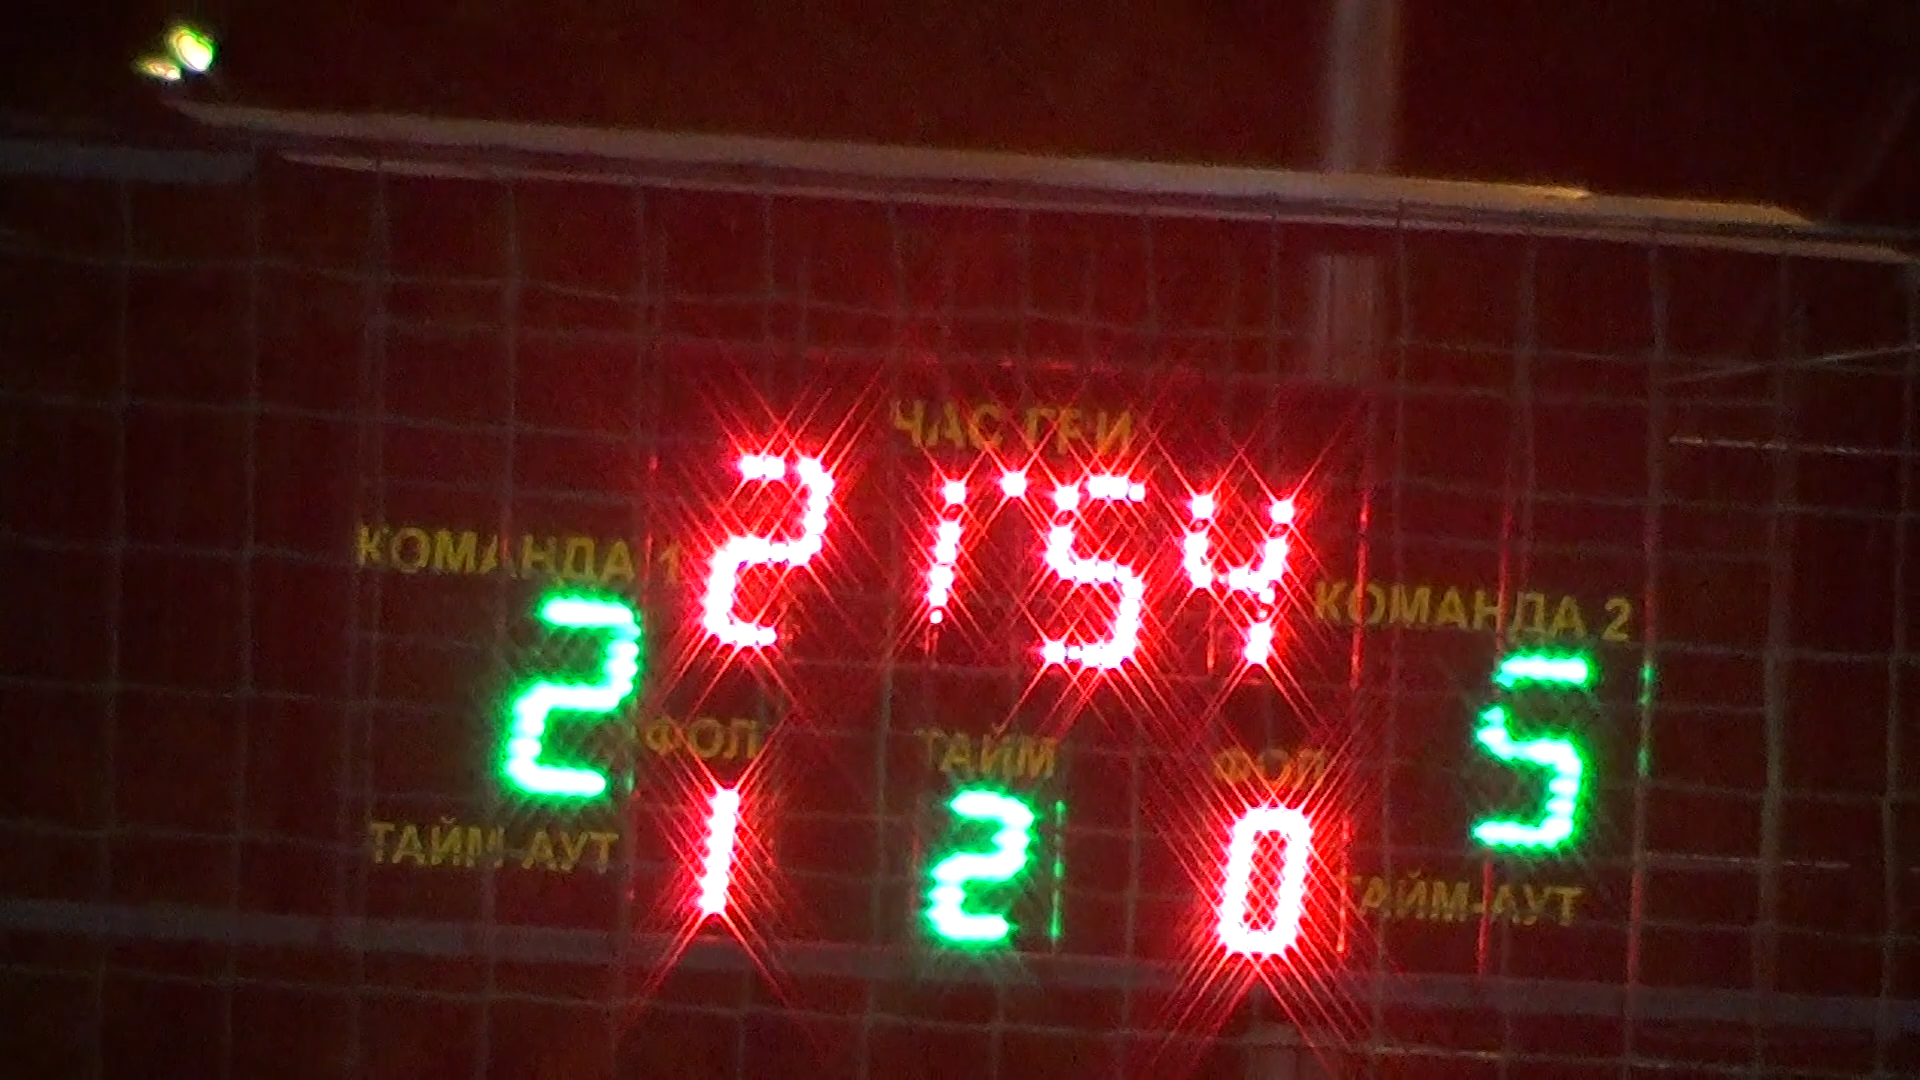 ЧАС ГРИ
21:54
КОМАНДА 1
КОМАНДА 2
2
5
ФОЛ
ТАЙМ
ФОЛ
1
2
0
ТАЙМ-АУТ
ТАЙМ-АУТ